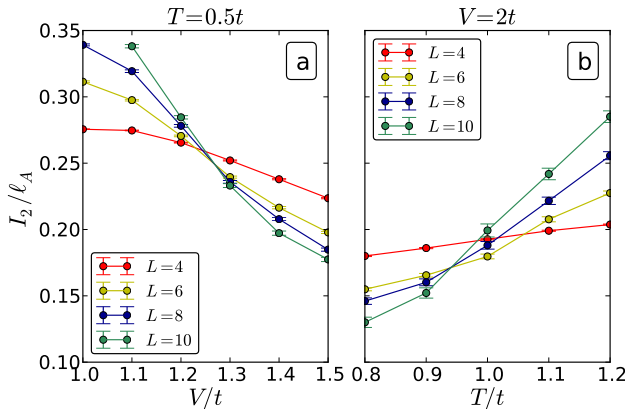 T=0.5t
V=2t
I₂/ℓ_A
0.35
0.30
0.25
0.20
0.15
0.10
a
L=4
L=6
L=8
L=10
1.0 1.1 1.2 1.3 1.4 1.5
V/t
b
L=4
L=6
L=8
L=10
0.8 0.9 1.0 1.1 1.2
T/t